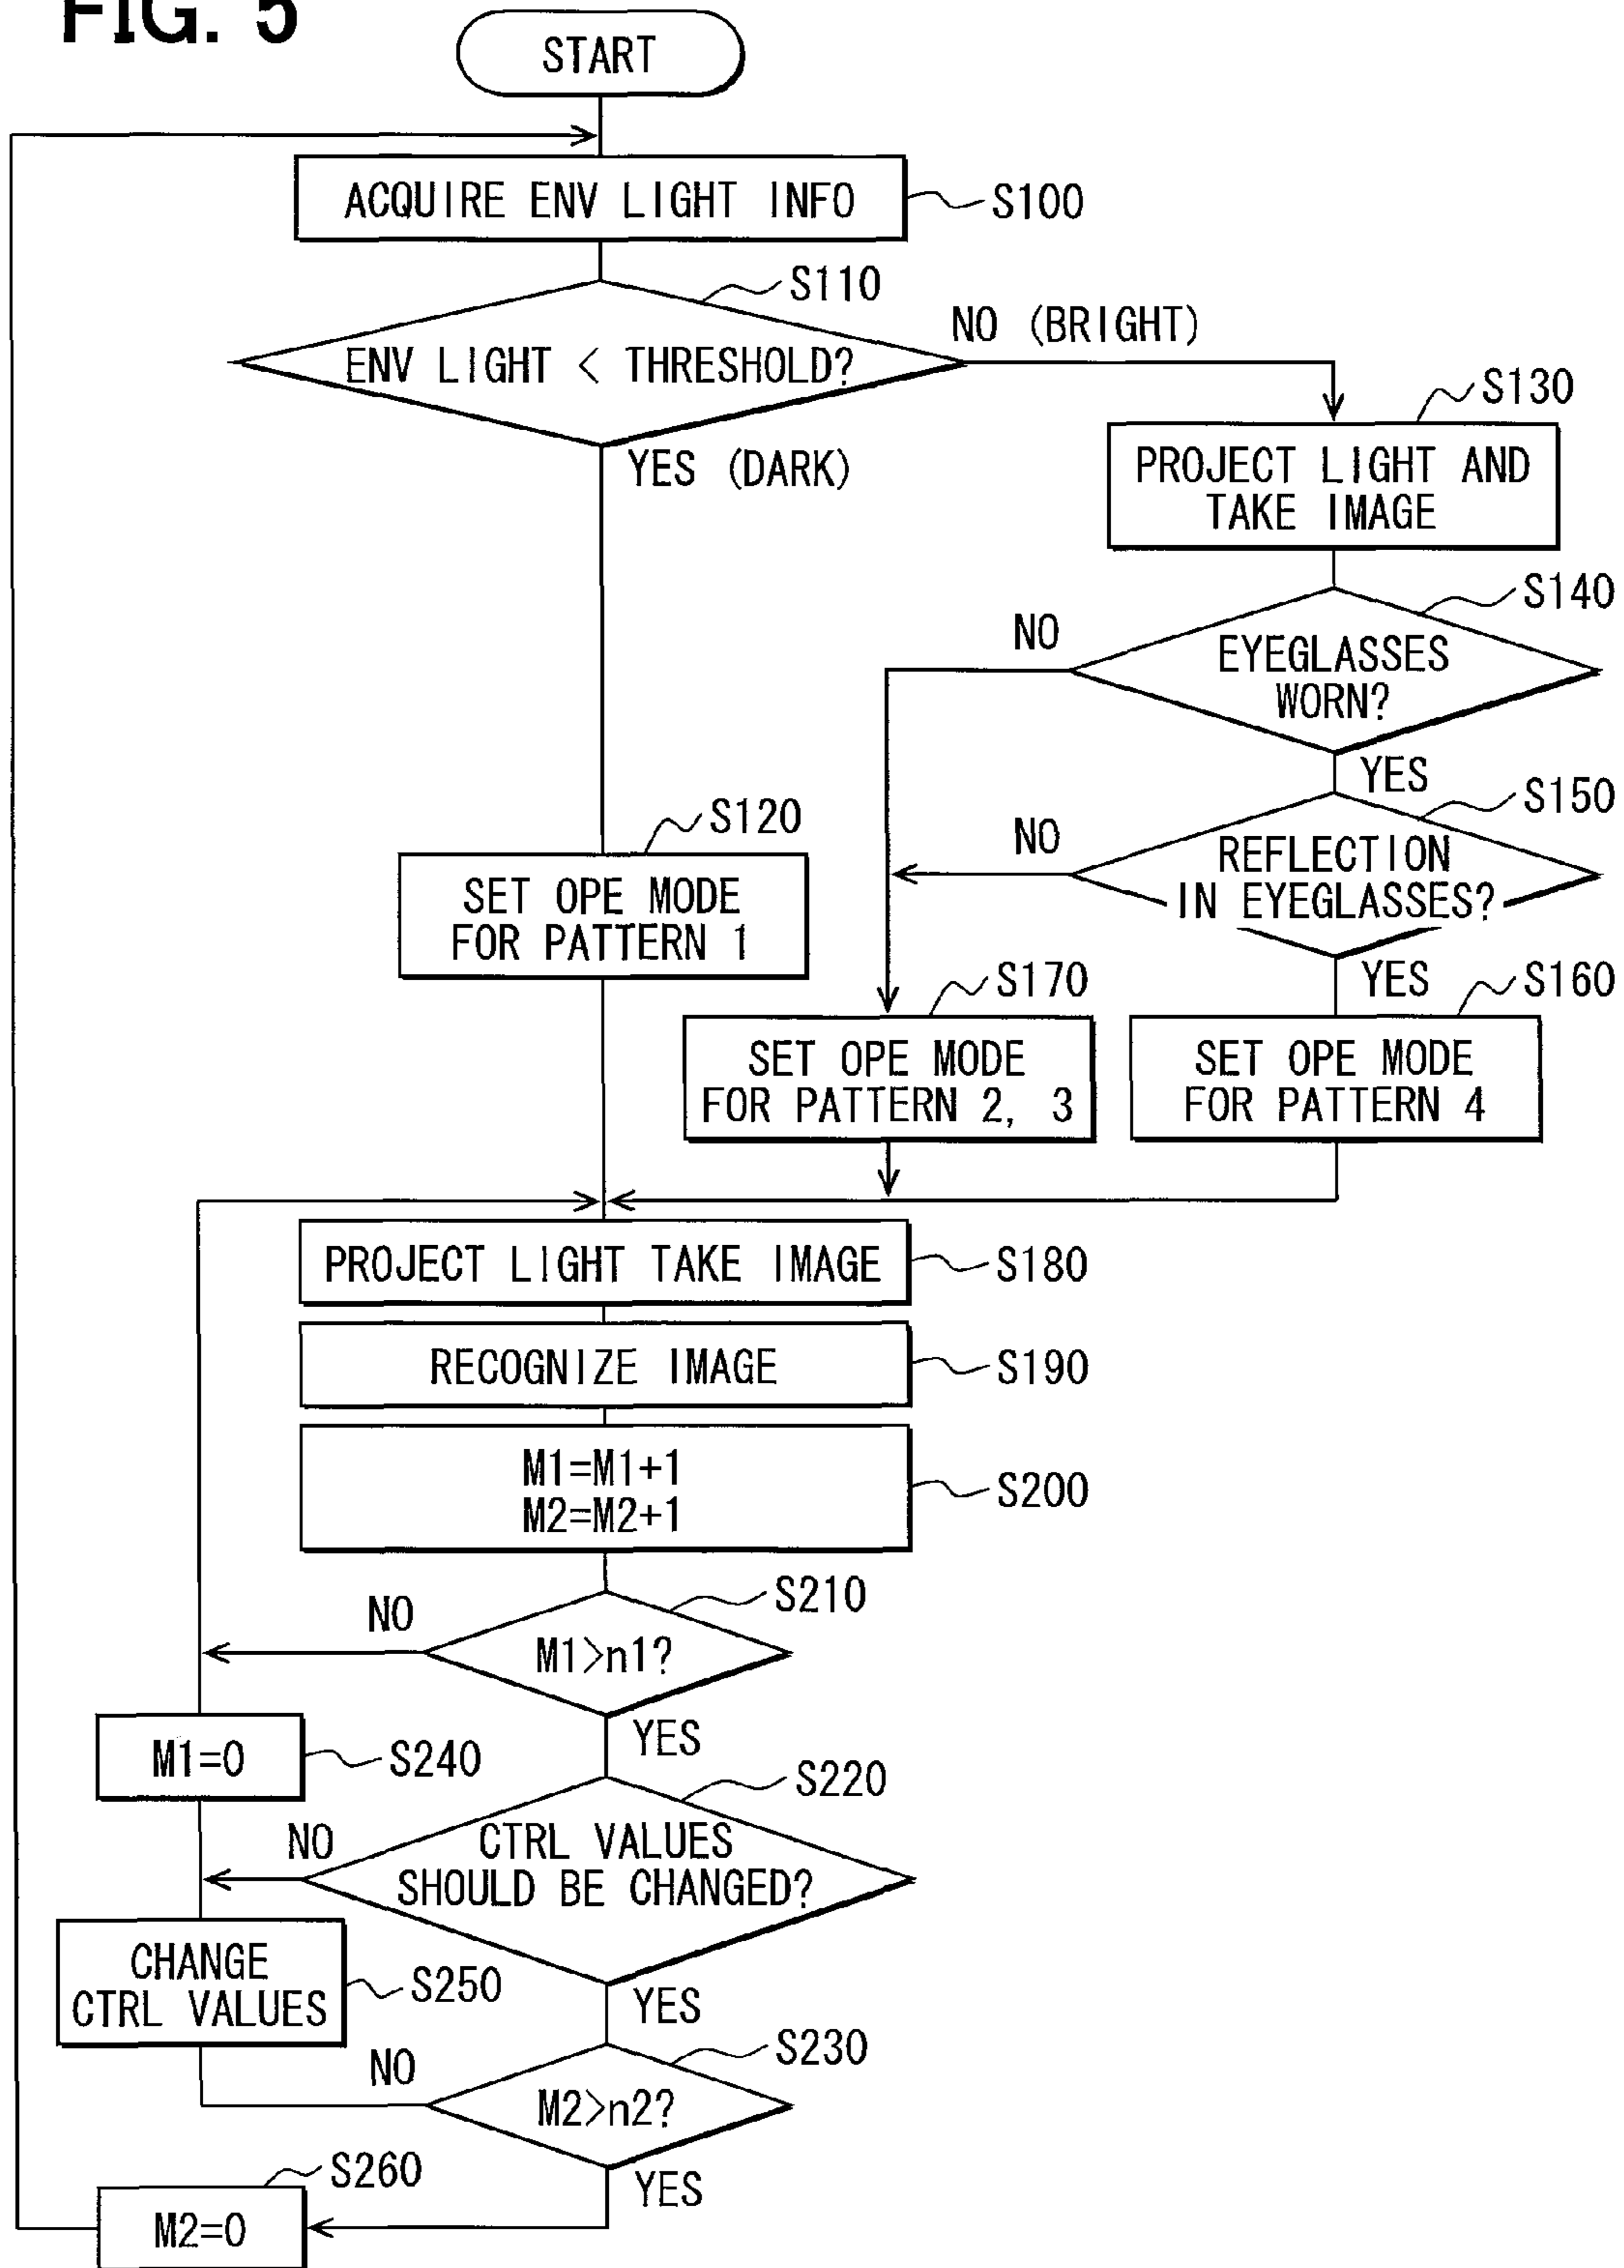 FIG. 5
START
ACQUIRE ENV LIGHT INFO
S100
S110
ENV LIGHT < THRESHOLD?
NO (BRIGHT)
YES (DARK)
S130
PROJECT LIGHT AND
TAKE IMAGE
S140
NO
EYEGLASSES
WORN?
YES
S150
NO
REFLECTION
IN EYEGLASSES?
YES
S120
SET OPE MODE
FOR PATTERN 1
S170
SET OPE MODE
FOR PATTERN 2, 3
S160
SET OPE MODE
FOR PATTERN 4
PROJECT LIGHT TAKE IMAGE
S180
RECOGNIZE IMAGE
S190
M1=M1+1
M2=M2+1
S200
S210
NO
M1>n1?
YES
M1=0
S240
S220
NO
CTRL VALUES
SHOULD BE CHANGED?
YES
CHANGE
CTRL VALUES
S250
S230
NO
M2>n2?
YES
S260
M2=0